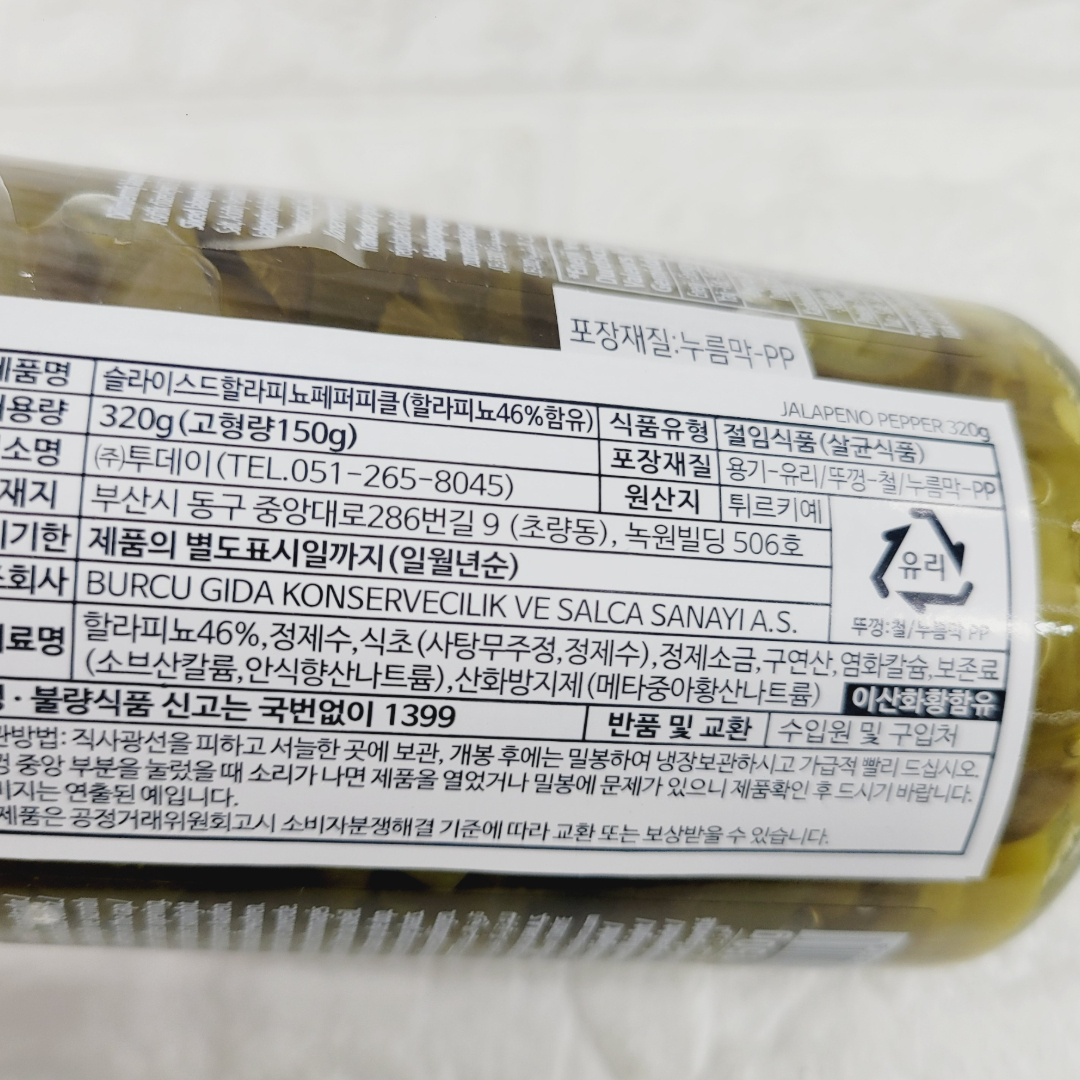 포장재질:누름막-PP
JALAPENO PEPPER 320g
제품명 슬라이스드할라피뇨페퍼피클(할라피뇨46%함유) 식품유형 절임식품(살균식품)
용량 320g(고형량150g) 포장재질 용기-유리/뚜껑-철/누름막-PP
소명 (주)투데이(TEL.051-265-8045) 원산지 튀르키예
재지 부산시 동구 중앙대로286번길 9 (초량동), 녹원빌딩 506호
기한 제품의 별도표시일까지(일월년순)
유리
회사 BURCU GIDA KONSERVECILIK VE SALCA SANAYI A.S.
뚜껑:철/누름막 PP
료명 할라피뇨46%,정제수,식초(사탕무주정,정제수),정제소금,구연산,염화칼슘,보존료
(소브산칼륨,안식향산나트륨),산화방지제(메타중아황산나트륨) 이산화황함유
· 불량식품 신고는 국번없이 1399 반품 및 교환 수입원 및 구입처
관방법: 직사광선을 피하고 서늘한 곳에 보관, 개봉 후에는 밀봉하여 냉장보관하시고 가급적 빨리 드십시오.
중앙 부분을 눌렀을 때 소리가 나면 제품을 열었거나 밀봉에 문제가 있으니 제품확인 후 드시기 바랍니다.
미지는 연출된 예입니다.
제품은 공정거래위원회고시 소비자분쟁해결 기준에 따라 교환 또는 보상받을 수 있습니다.